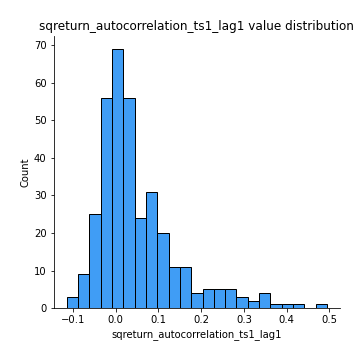 sqreturn_autocorrelation_ts1_lag1 value distribution
70
60
50
40
30
20
10
0
Count
−0.1 0.0 0.1 0.2 0.3 0.4 0.5
sqreturn_autocorrelation_ts1_lag1